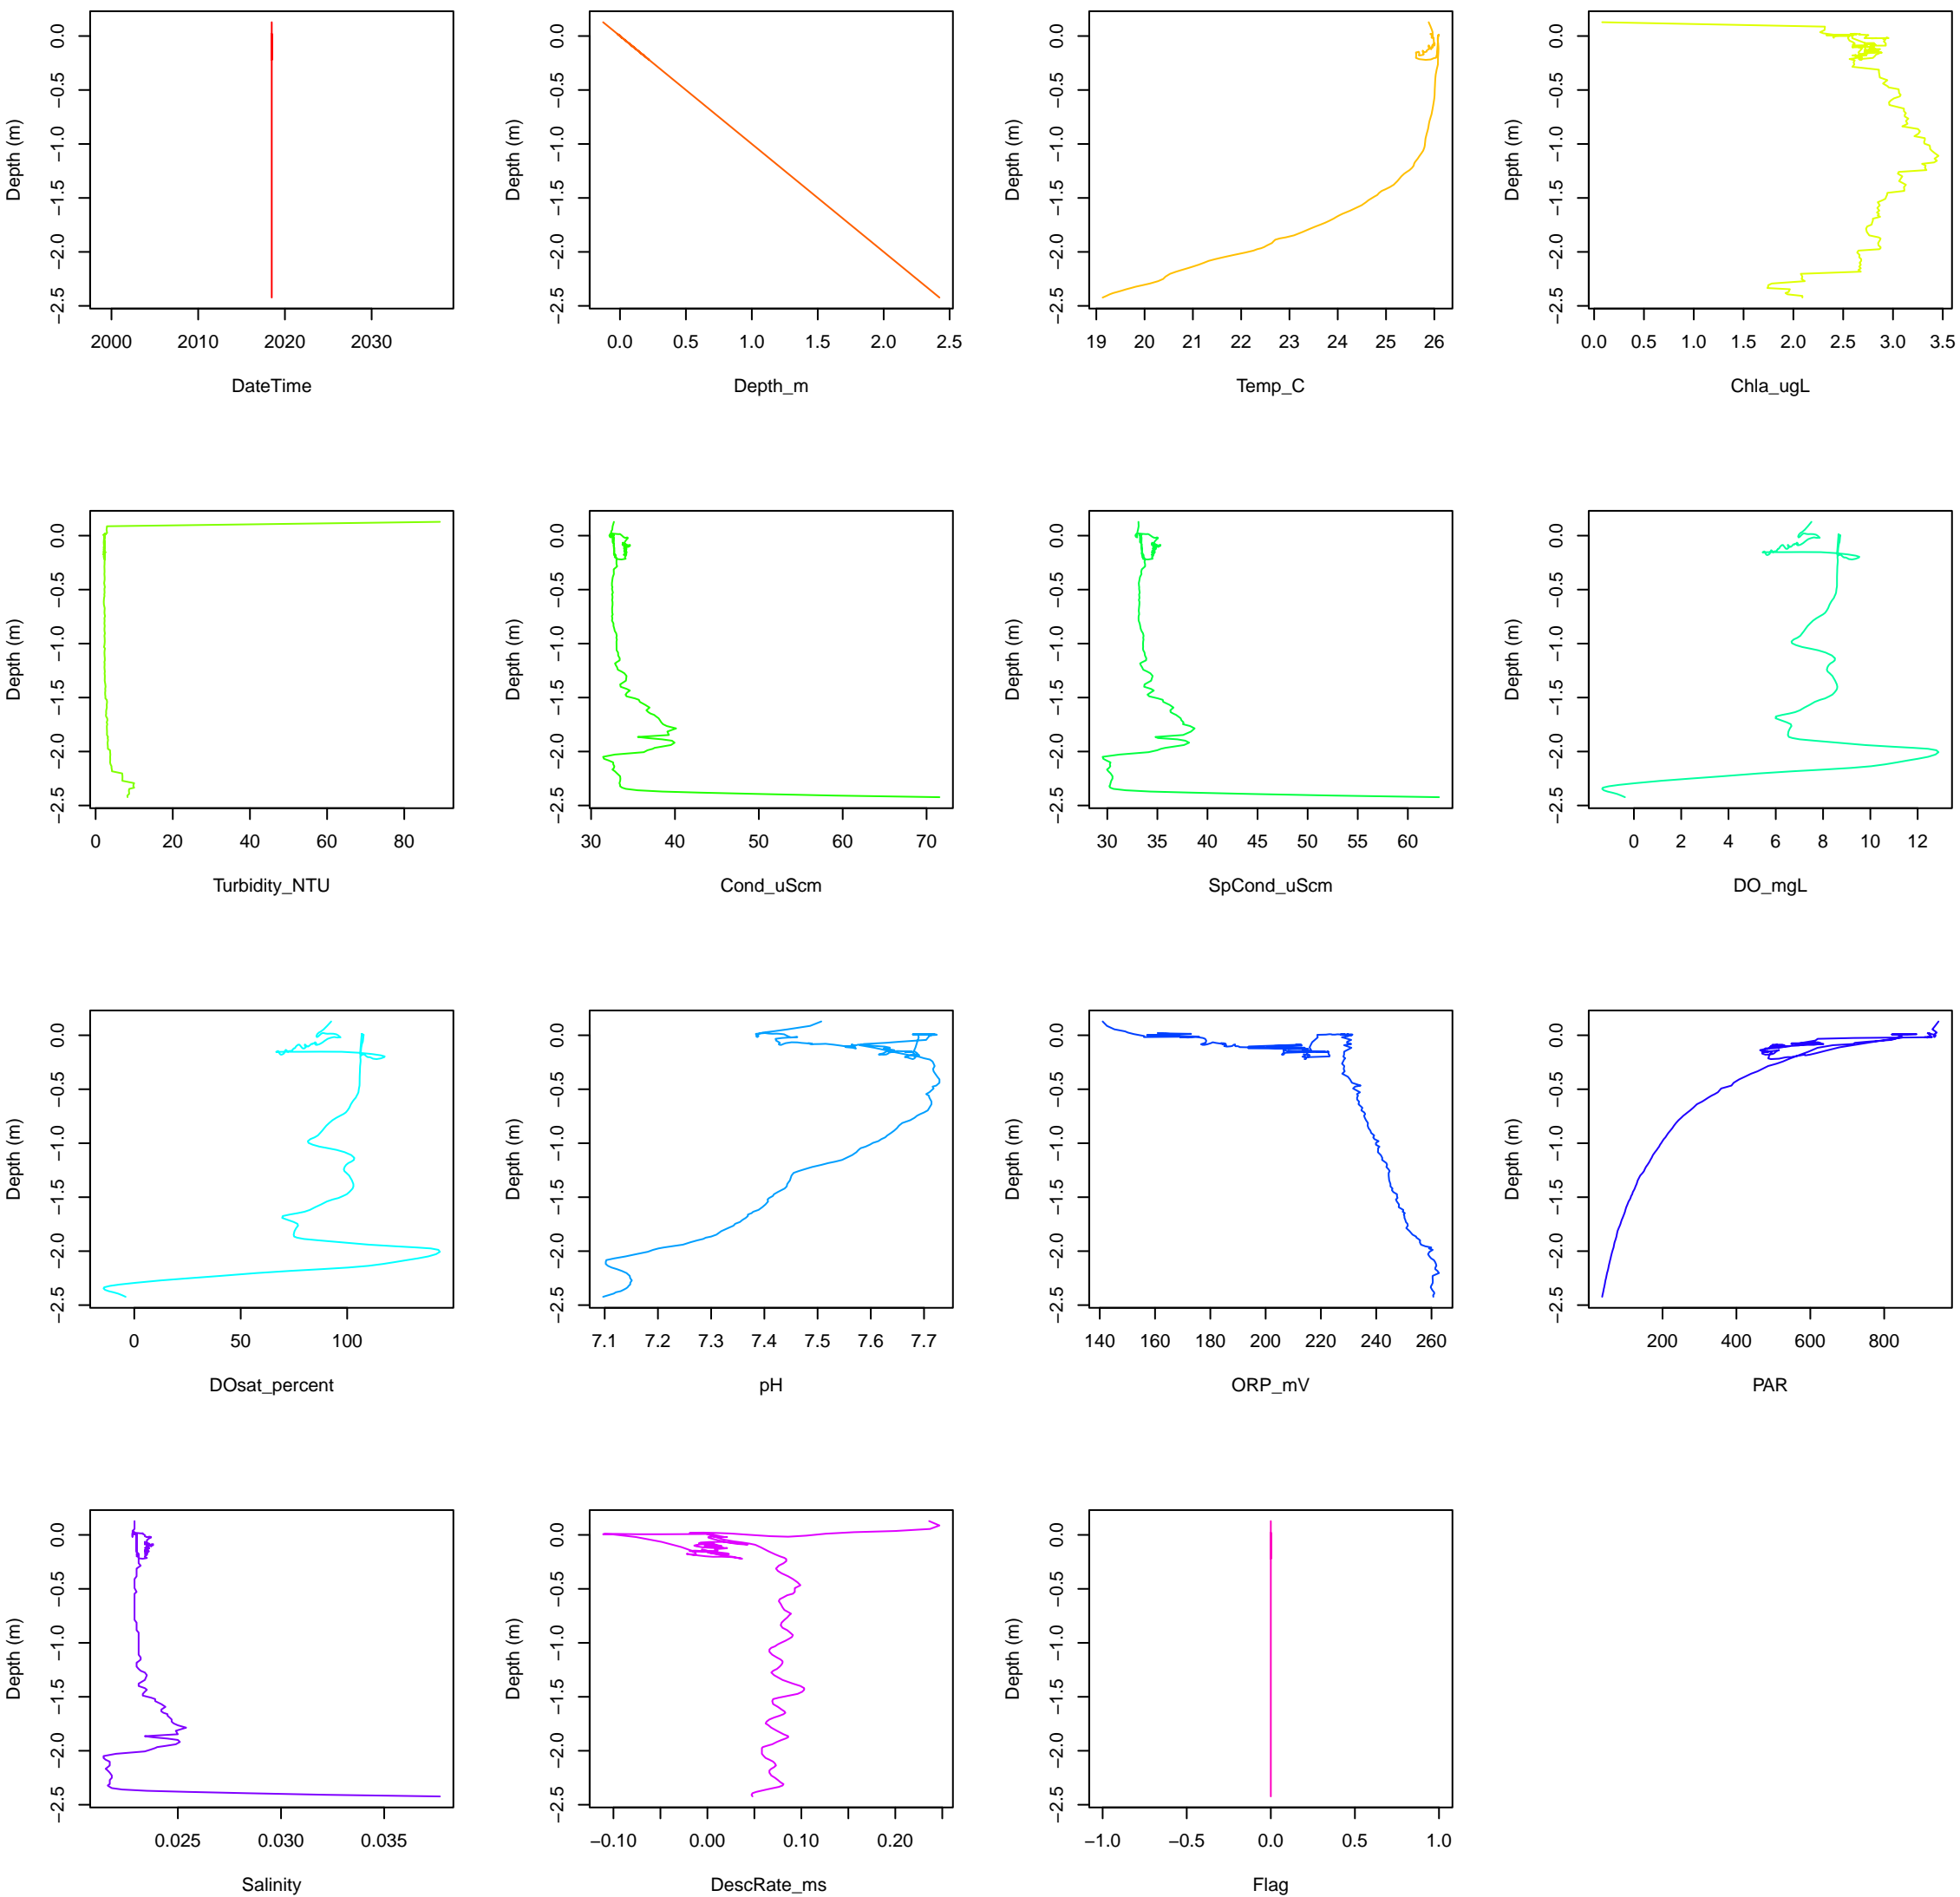 Depth (m)
0.0
−0.5
−1.0
−1.5
−2.0
−2.5
2000 2010 2020 2030
DateTime
Depth (m)
0.0
−0.5
−1.0
−1.5
−2.0
−2.5
0.0 0.5 1.0 1.5 2.0 2.5
Depth_m
Depth (m)
0.0
−0.5
−1.0
−1.5
−2.0
−2.5
19 20 21 22 23 24 25 26
Temp_C
Depth (m)
0.0
−0.5
−1.0
−1.5
−2.0
−2.5
0.0 0.5 1.0 1.5 2.0 2.5 3.0 3.5
Chla_ugL
Depth (m)
0.0
−0.5
−1.0
−1.5
−2.0
−2.5
0 20 40 60 80
Turbidity_NTU
Depth (m)
0.0
−0.5
−1.0
−1.5
−2.0
−2.5
30 40 50 60 70
Cond_uScm
Depth (m)
0.0
−0.5
−1.0
−1.5
−2.0
−2.5
30 35 40 45 50 55 60
SpCond_uScm
Depth (m)
0.0
−0.5
−1.0
−1.5
−2.0
−2.5
0 2 4 6 8 10 12
DO_mgL
Depth (m)
0.0
−0.5
−1.0
−1.5
−2.0
−2.5
0 50 100
DOsat_percent
Depth (m)
0.0
−0.5
−1.0
−1.5
−2.0
−2.5
7.1 7.2 7.3 7.4 7.5 7.6 7.7
pH
Depth (m)
0.0
−0.5
−1.0
−1.5
−2.0
−2.5
140 160 180 200 220 240 260
ORP_mV
Depth (m)
0.0
−0.5
−1.0
−1.5
−2.0
−2.5
200 400 600 800
PAR
Depth (m)
0.0
−0.5
−1.0
−1.5
−2.0
−2.5
0.025 0.030 0.035
Salinity
Depth (m)
0.0
−0.5
−1.0
−1.5
−2.0
−2.5
−0.10 0.00 0.10 0.20
DescRate_ms
Depth (m)
0.0
−0.5
−1.0
−1.5
−2.0
−2.5
−1.0 −0.5 0.0 0.5 1.0
Flag